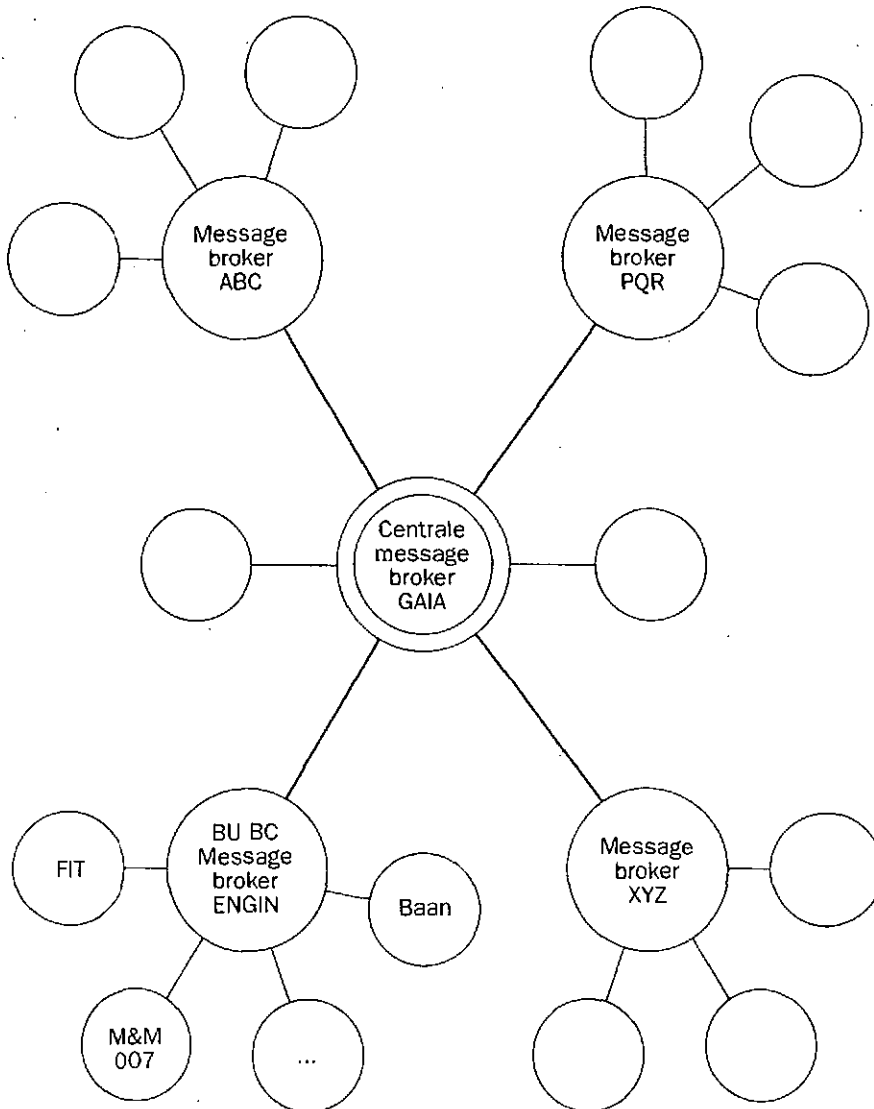 Message
broker
ABC
Message
broker
PQR
Centrale
message
broker
GAIA
BU BC
Message
broker
ENGIN
FIT
Baan
M&M
007
...
Message
broker
XYZ